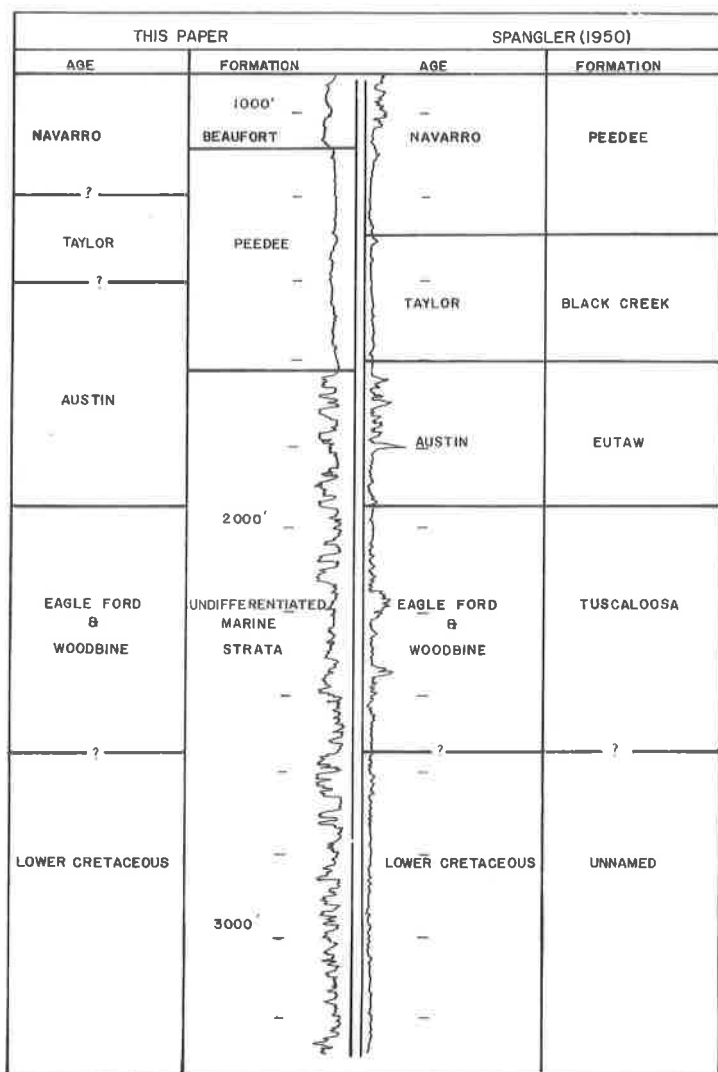 THIS PAPER SPANGLER (1950)
AGE FORMATION AGE FORMATION
1000'
NAVARRO BEAUFORT NAVARRO PEEDEE
?
TAYLOR PEEDEE
?
TAYLOR BLACK CREEK
AUSTIN
AUSTIN EUTAW
2000'
EAGLE FORD UNDIFFERENTIATED EAGLE FORD TUSCALOOSA
& MARINE &
WOODBINE STRATA WOODBINE
? ? ?
LOWER CRETACEOUS LOWER CRETACEOUS UNNAMED
3000'